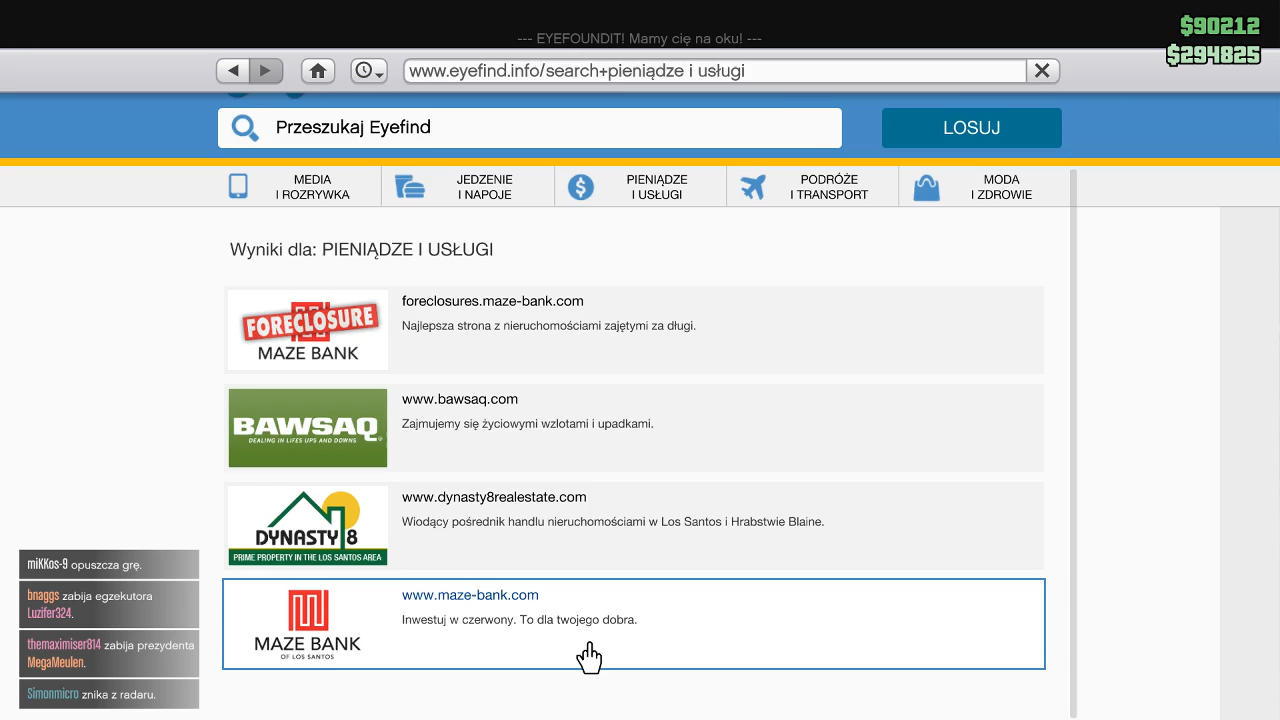 --- EYEFOUNDIT! Mamy cię na oku! ---
$90212
$294825
www.eyefind.info/search+pieniądze i usługi
Przeszukaj Eyefind
LOSUJ
MEDIA
I ROZRYWKA
JEDZENIE
I NAPOJE
PIENIĄDZE
I USŁUGI
PODRÓŻE
I TRANSPORT
MODA
I ZDROWIE
Wyniki dla: PIENIĄDZE I USŁUGI
FORECLOSURE
MAZE BANK
foreclosures.maze-bank.com
Najlepsza strona z nieruchomościami zajętymi za długi.
BAWSAQ
DEALING IN LIFES UPS AND DOWNS
www.bawsaq.com
Zajmujemy się życiowymi wzlotami i upadkami.
DYNASTY 8
PRIME PROPERTY IN THE LOS SANTOS AREA
www.dynasty8realestate.com
Wiodący pośrednik handlu nieruchomościami w Los Santos i Hrabstwie Blaine.
MAZE BANK
OF LOS SANTOS
www.maze-bank.com
Inwestuj w czerwony. To dla twojego dobra.
miKKos-9 opuszcza grę.
bnaggs zabija egzekutora
Luzifer324.
themaximiser814 zabija prezydenta
MegaMeulen.
Simonmicro znika z radaru.